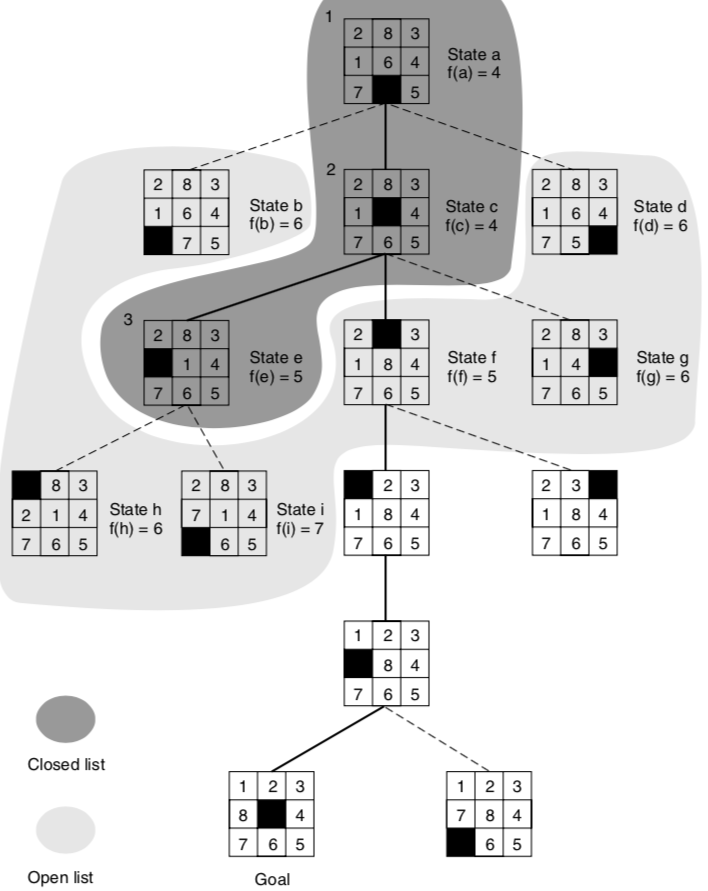 1
2 8 3
1 6 4
7 5
State a
f(a) = 4
2 8 3
1 6 4
7 5
State b
f(b) = 6
2
2 8 3
1 4
7 6 5
State c
f(c) = 4
2 8 3
1 6 4
7 5
State d
f(d) = 6
3
2 8 3
1 4
7 6 5
State e
f(e) = 5
2 3
1 8 4
7 6 5
State f
f(f) = 5
2 8 3
1 4
7 6 5
State g
f(g) = 6
8 3
2 1 4
7 6 5
State h
f(h) = 6
2 8 3
7 1 4
6 5
State i
f(i) = 7
2 3
1 8 4
7 6 5
2 3
1 8 4
7 6 5
1 2 3
8 4
7 6 5
1 2 3
8 4
7 6 5
Goal
1 2 3
7 8 4
6 5
Closed list
Open list